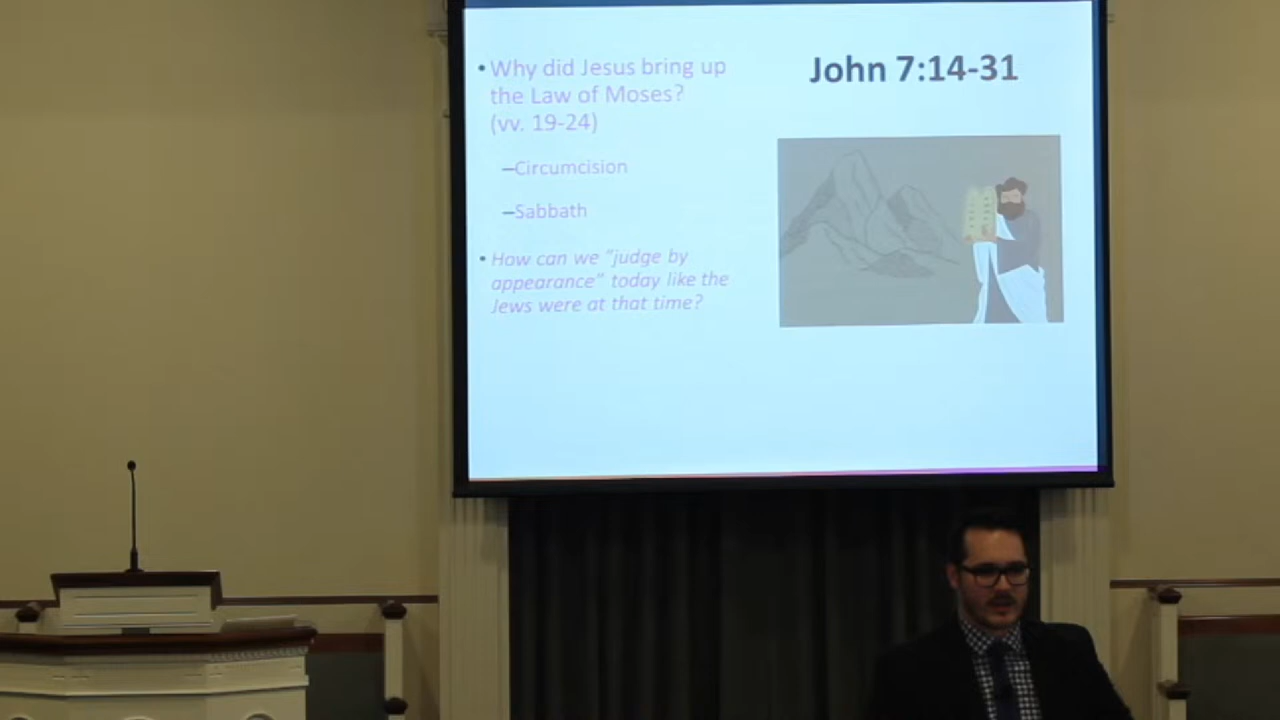 • Why did Jesus bring up
the Law of Moses?
(vv. 19-24)
–Circumcision
–Sabbath
• How can we "judge by
appearance" today like the
Jews were at that time?
John 7:14-31